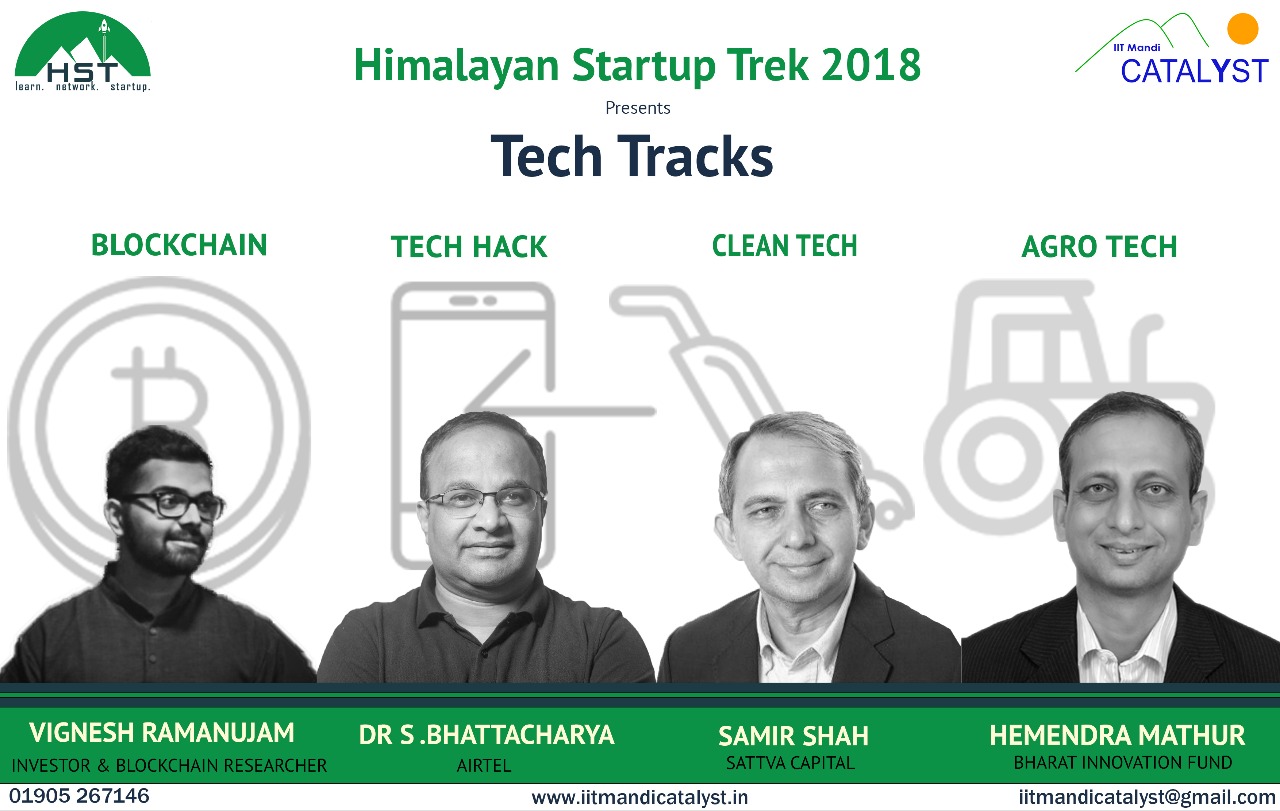 HST
learn. network. startup.
Himalayan Startup Trek 2018
IIT Mandi
CATALYST
Presents
Tech Tracks
BLOCKCHAIN
TECH HACK
CLEAN TECH
AGRO TECH
VIGNESH RAMANUJAM
INVESTOR & BLOCKCHAIN RESEARCHER
DR S .BHATTACHARYA
AIRTEL
SAMIR SHAH
SATTVA CAPITAL
HEMENDRA MATHUR
BHARAT INNOVATION FUND
01905 267146
www.iitmandicatalyst.in
iitmandicatalyst@gmail.com